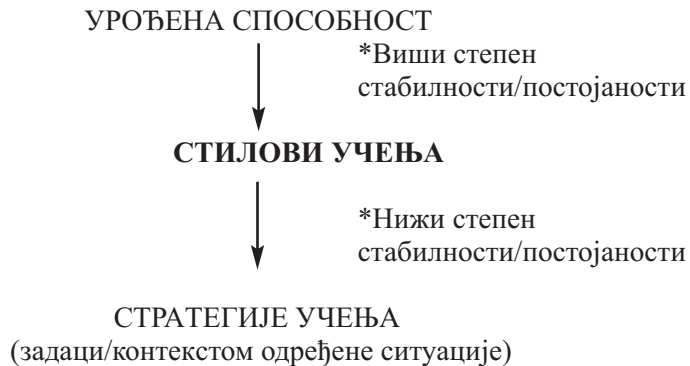 УРОЂЕНА СПОСОБНОСТ
*Виши степен
стабилности/постојаности
СТИЛОВИ УЧЕЊА
*Нижи степен
стабилности/постојаности
СТРАТЕГИЈЕ УЧЕЊА
(задаци/контекстом одређене ситуације)